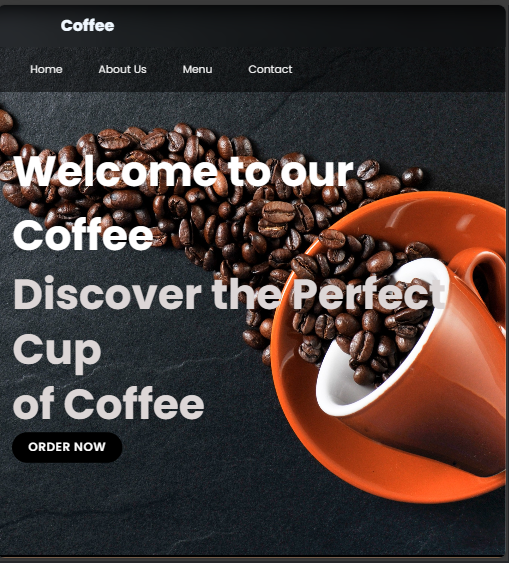 Coffee
Home About Us Menu Contact
Welcome to our
Coffee
Discover the Perfect
Cup
of Coffee
ORDER NOW